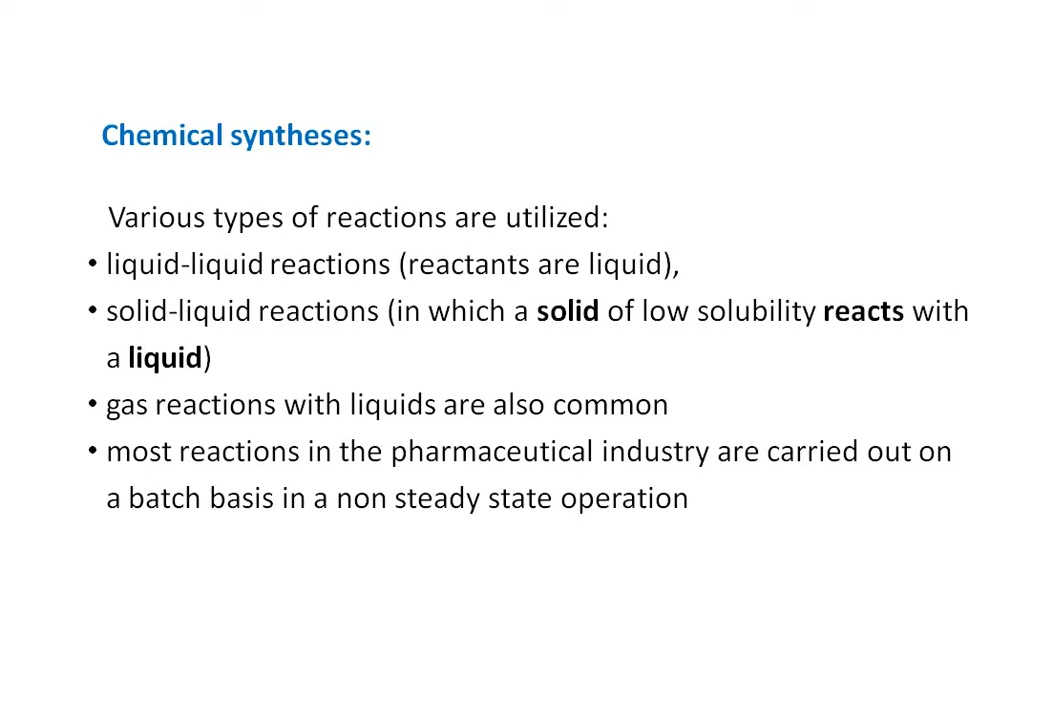 Chemical syntheses:
Various types of reactions are utilized:
• liquid-liquid reactions (reactants are liquid),
• solid-liquid reactions (in which a solid of low solubility reacts with
a liquid)
• gas reactions with liquids are also common
• most reactions in the pharmaceutical industry are carried out on
a batch basis in a non steady state operation